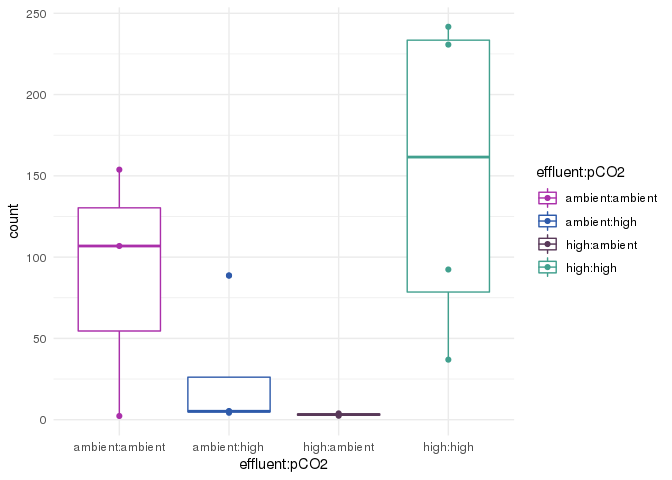 250
200
150
100
50
0
count
ambient:ambient
ambient:high
high:ambient
high:high
effluent:pCO2
effluent:pCO2
ambient:ambient
ambient:high
high:ambient
high:high